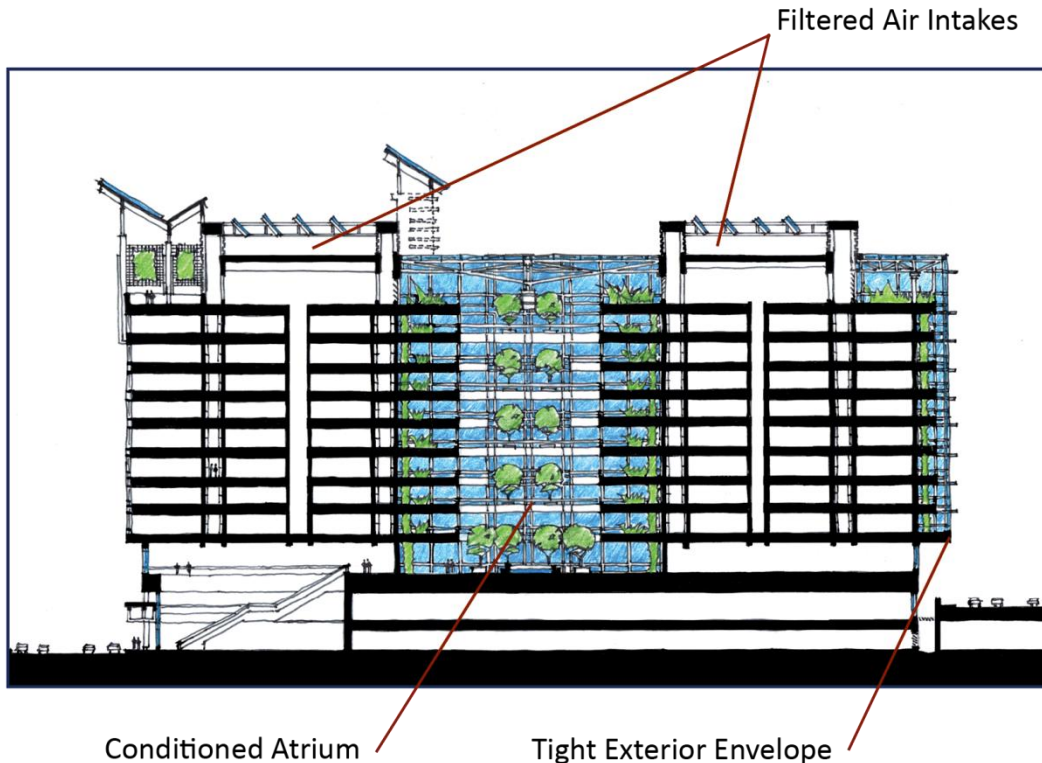 Filtered Air Intakes
Conditioned Atrium
Tight Exterior Envelope